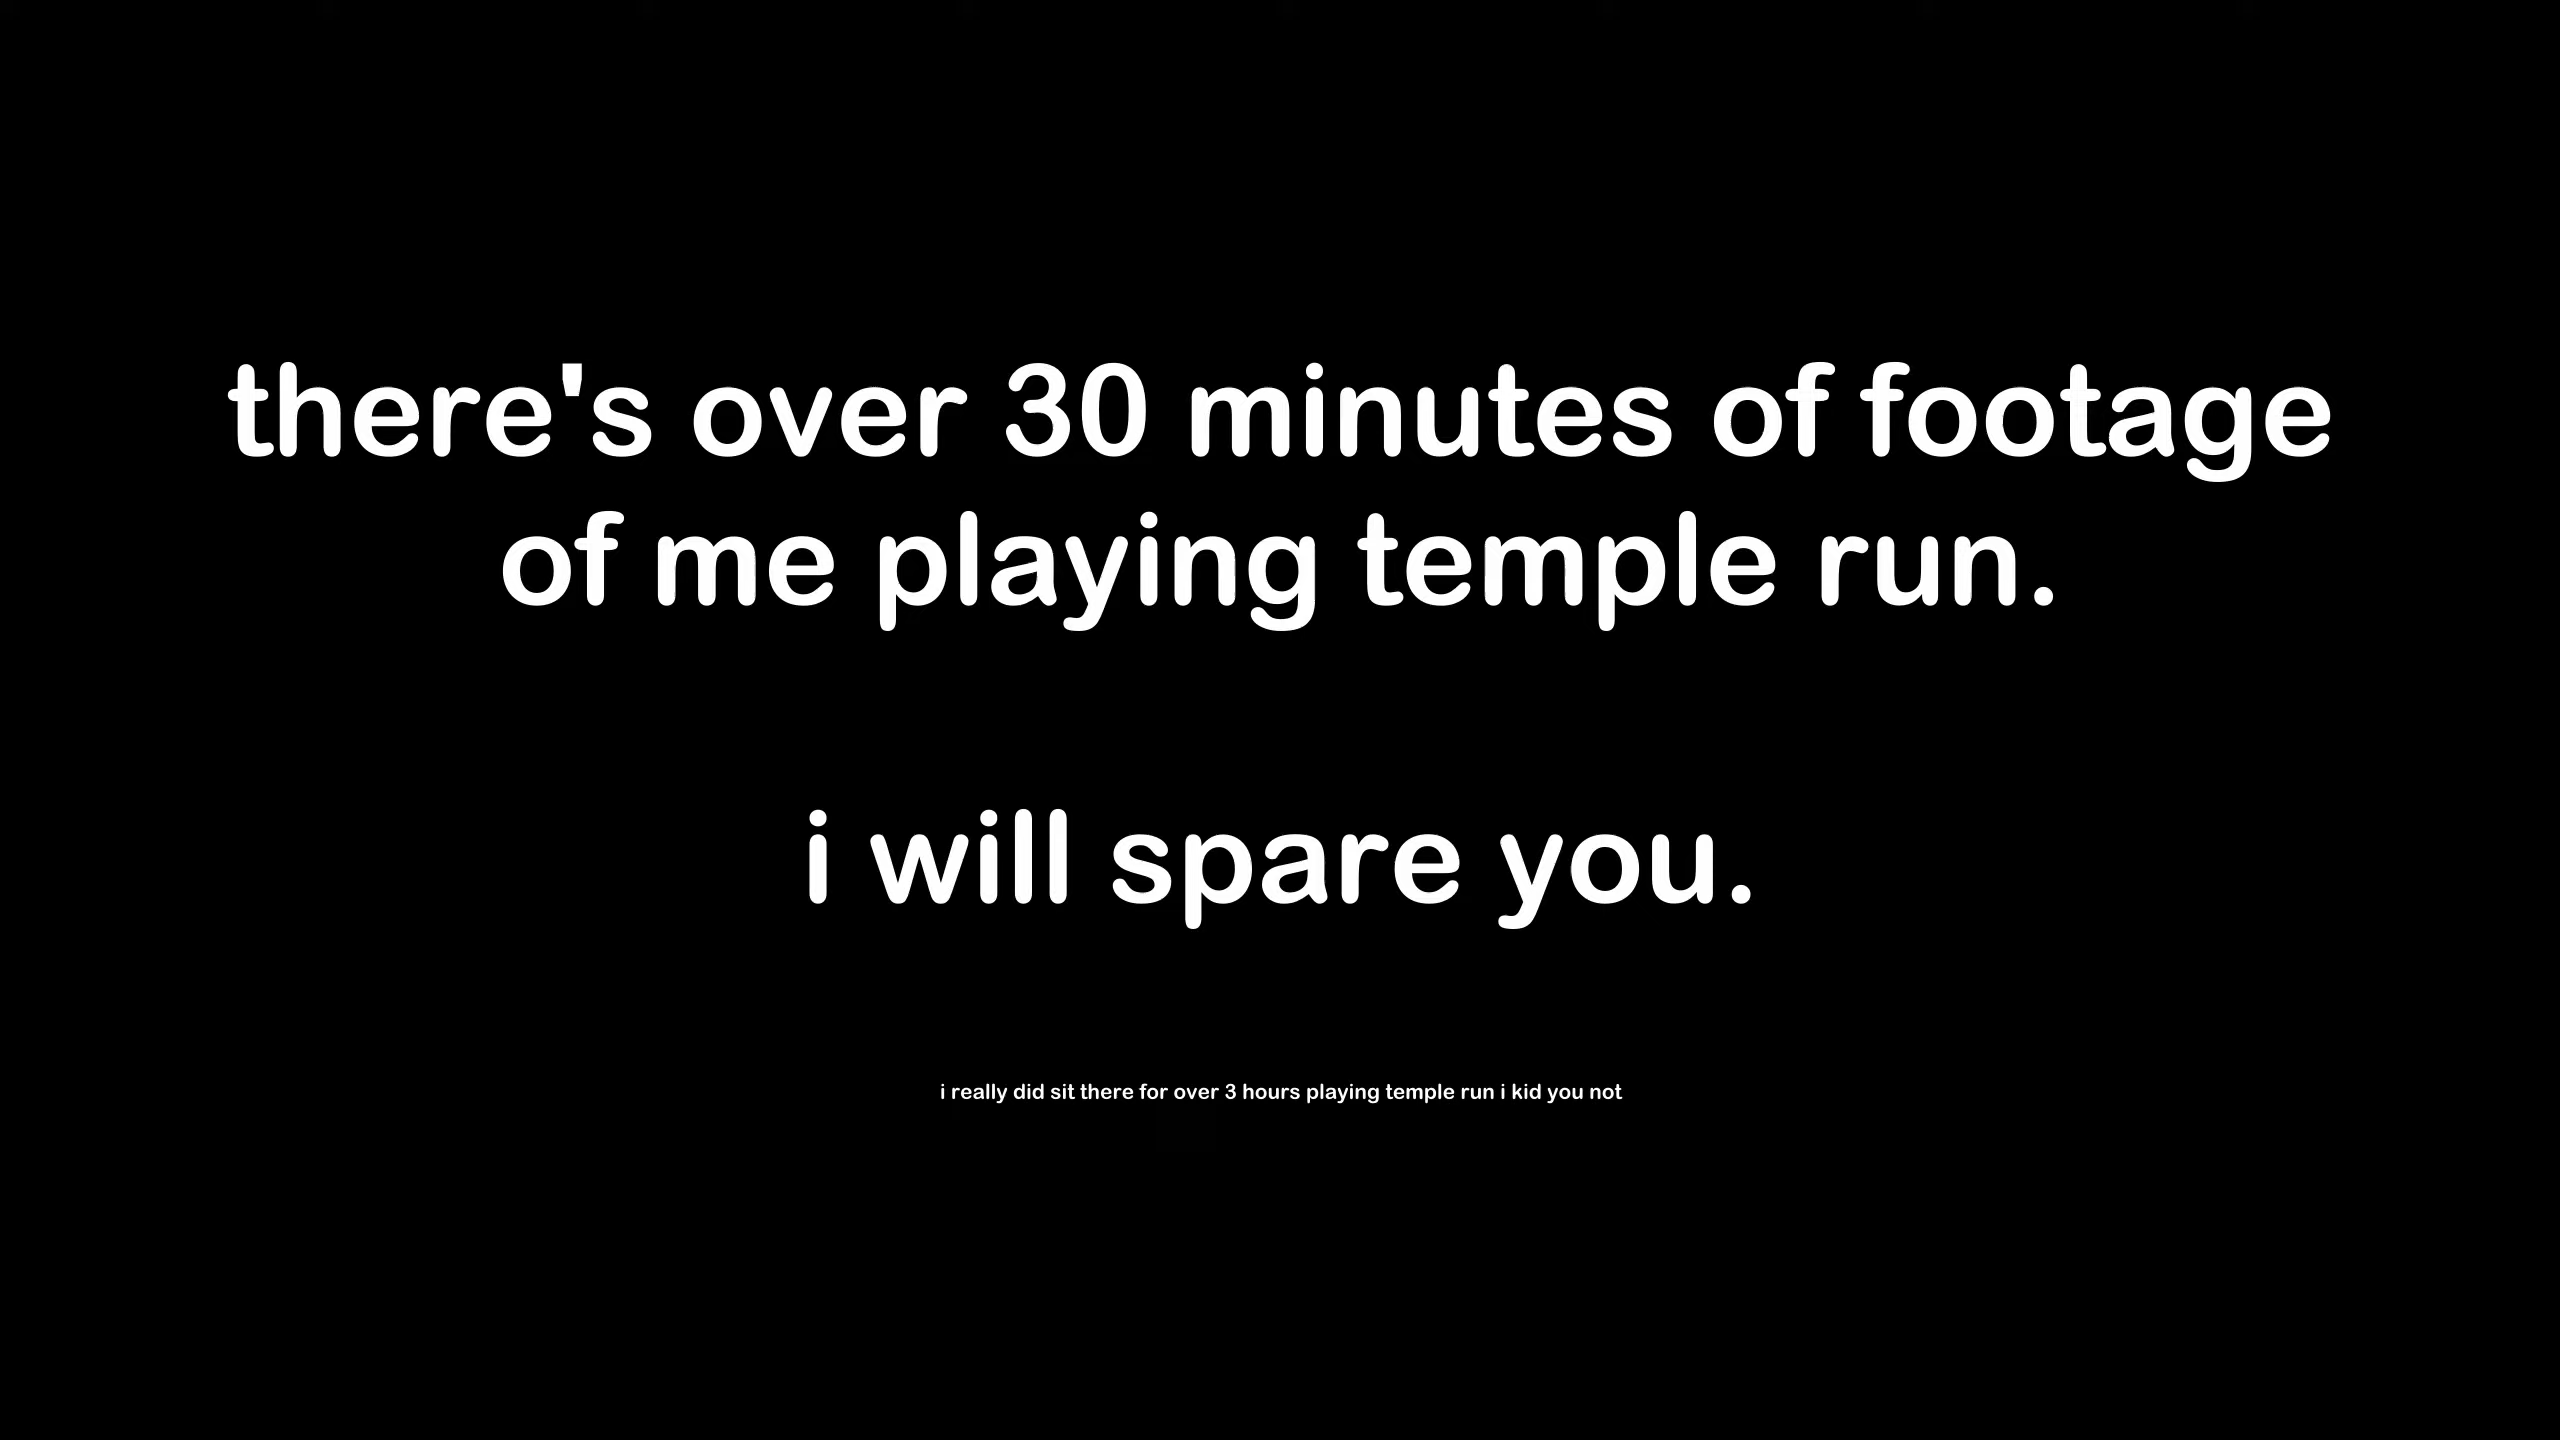 there's over 30 minutes of footage
of me playing temple run.
i will spare you.
i really did sit there for over 3 hours playing temple run i kid you not